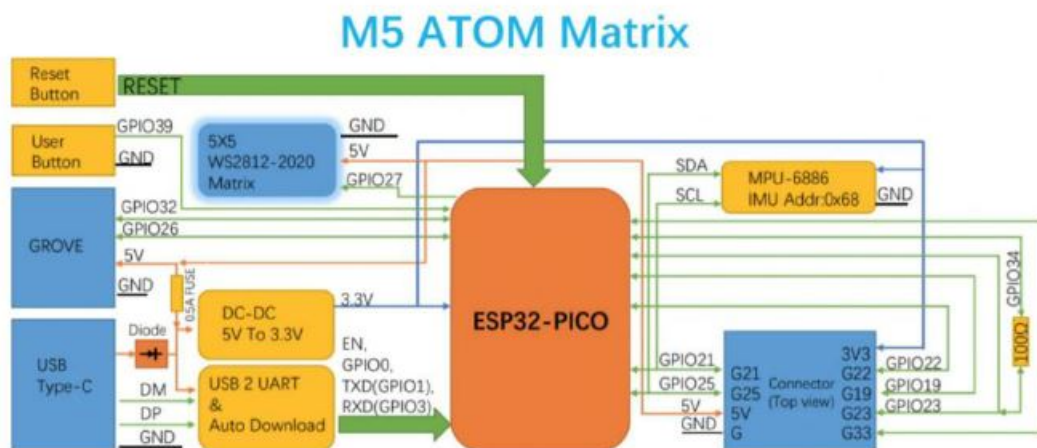 M5 ATOM Matrix
Reset
Button
RESET
User
Button
GPIO39
GND
5X5
WS2812-2020
Matrix
GND
5V
GPIO27
SDA
SCL
MPU-6886
IMU Addr:0x68
GND
GROVE
GPIO32
GPIO26
5V
GND
0.5A FUSE
DC-DC
5V To 3.3V
3.3V
ESP32-PICO
GPIO34
100Ω
USB
Type-C
Diode
DM
DP
GND
USB 2 UART
&
Auto Download
EN,
GPIO0,
TXD(GPIO1),
RXD(GPIO3)
GPIO21
GPIO25
5V
GND
G21
G25
5V
G
Connector
(Top view)
3V3
G22
G19
G23
G33
GPIO22
GPIO19
GPIO23